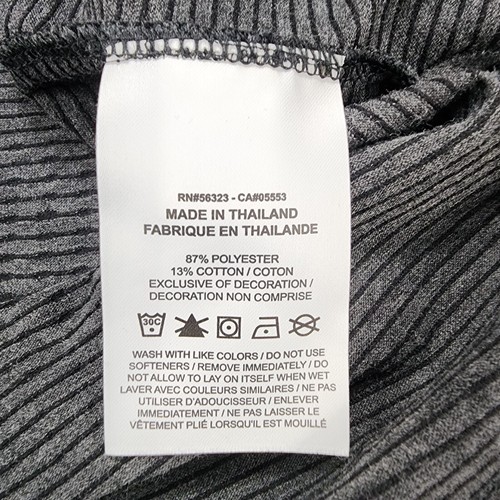 RN#56323 - CA#05553
MADE IN THAILAND
FABRIQUE EN THAILANDE
87% POLYESTER
13% COTTON / COTON
EXCLUSIVE OF DECORATION /
DECORATION NON COMPRISE
30C
WASH WITH LIKE COLORS / DO NOT USE
SOFTENERS / REMOVE IMMEDIATELY / DO
NOT ALLOW TO LAY ON ITSELF WHEN WET
LAVER AVEC COULEURS SIMILAIRES / NE PAS
UTILISER D'ADOUCISSEUR / ENLEVER
IMMÉDIATEMENT / NE PAS LAISSER LE
VÊTEMENT PLIÉ LORSQU'IL EST MOUILLÉ